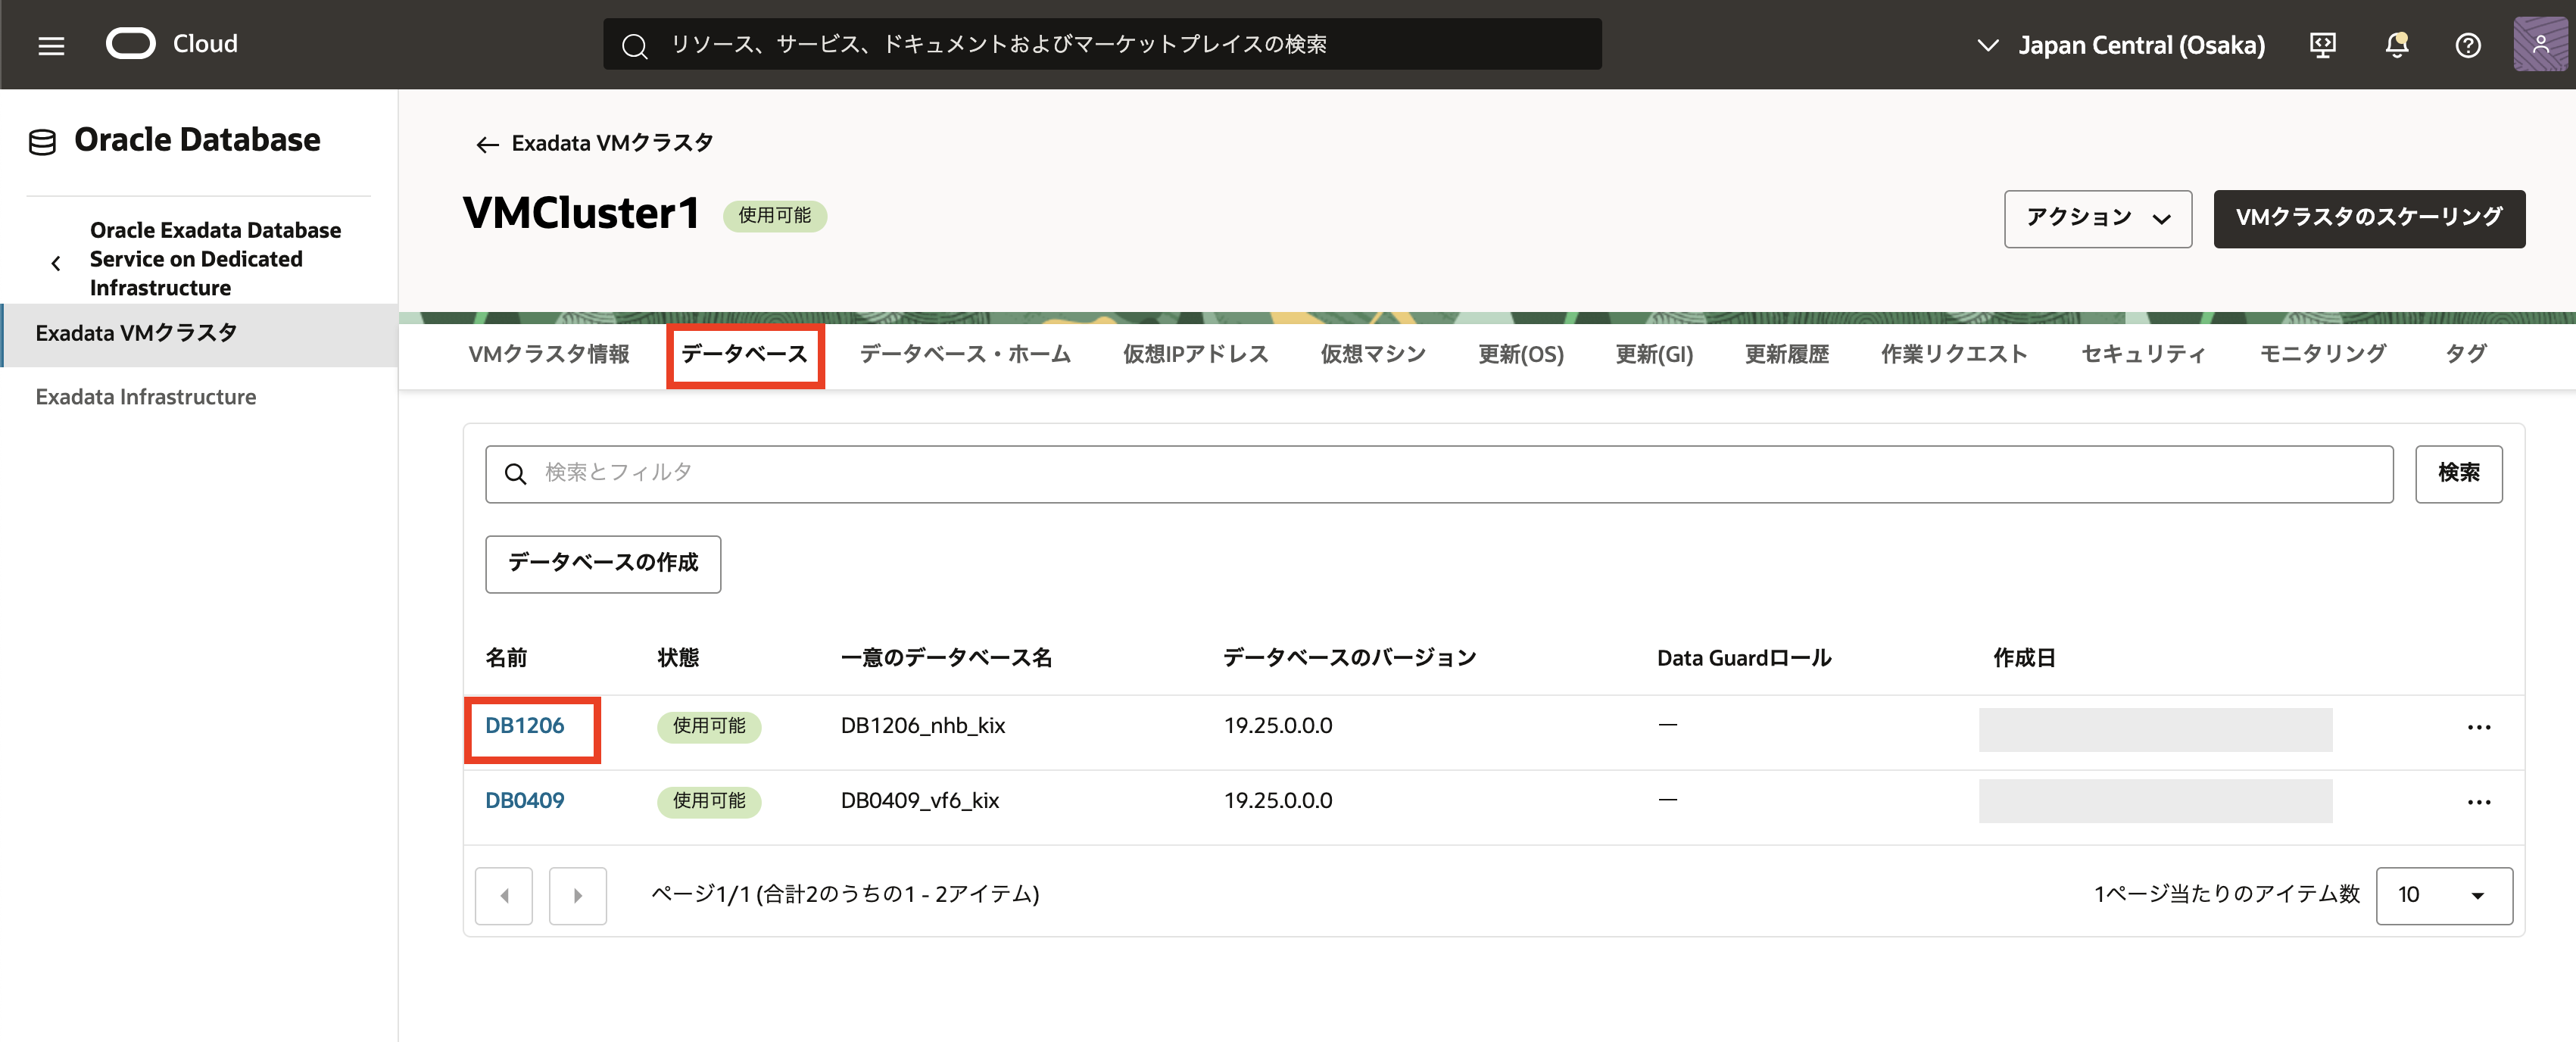 Cloud
リソース、サービス、ドキュメントおよびマーケットプレイスの検索
Japan Central (Osaka)
Oracle Database
Oracle Exadata Database
Service on Dedicated
Infrastructure
Exadata VMクラスタ
Exadata Infrastructure
Exadata VMクラスタ
VMCluster1
使用可能
アクション
VMクラスタのスケーリング
VMクラスタ情報 データベース データベース・ホーム 仮想IPアドレス 仮想マシン 更新(OS) 更新(GI) 更新履歴 作業リクエスト セキュリティ モニタリング タグ
検索とフィルタ
検索
データベースの作成
名前 状態 一意のデータベース名 データベースのバージョン Data Guardロール 作成日
DB1206 使用可能 DB1206_nhb_kix 19.25.0.0.0 —
DB0409 使用可能 DB0409_vf6_kix 19.25.0.0.0 —
ページ1/1 (合計2のうちの1 - 2アイテム)
1ページ当たりのアイテム数 10